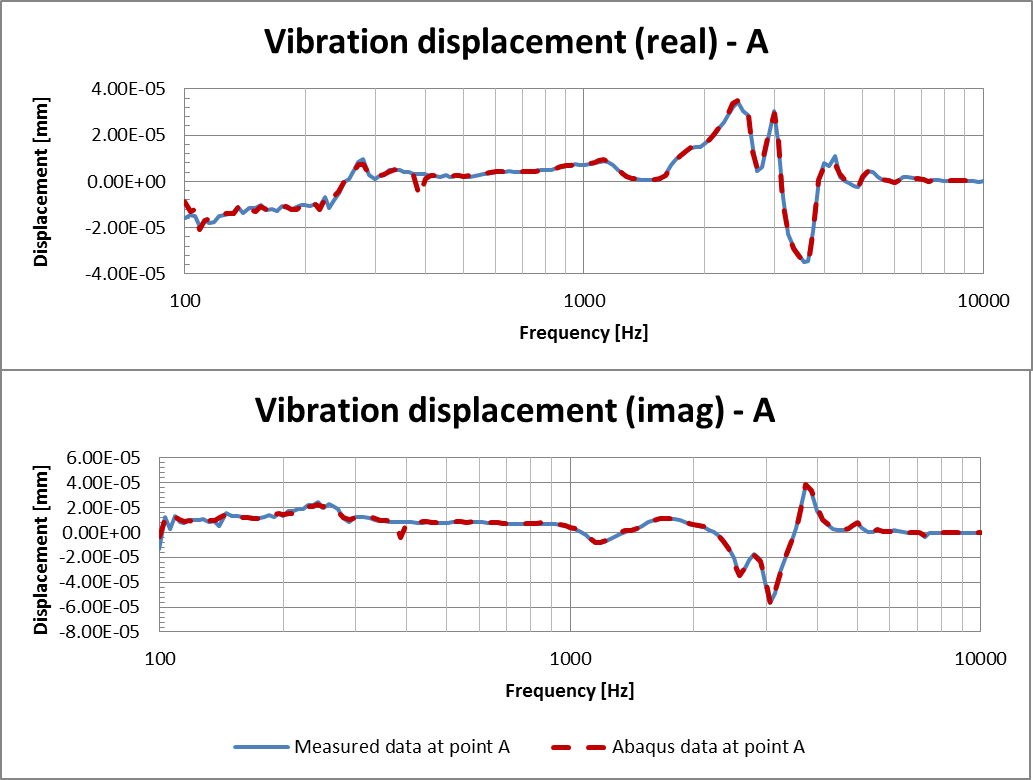 Vibration displacement (real) - A
Displacement [mm]
4.00E-05
2.00E-05
0.00E+00
-2.00E-05
-4.00E-05
100 1000 10000
Frequency [Hz]
Vibration displacement (imag) - A
Displacement [mm]
6.00E-05
4.00E-05
2.00E-05
0.00E+00
-2.00E-05
-4.00E-05
-6.00E-05
-8.00E-05
100 1000 10000
Frequency [Hz]
Measured data at point A Abaqus data at point A